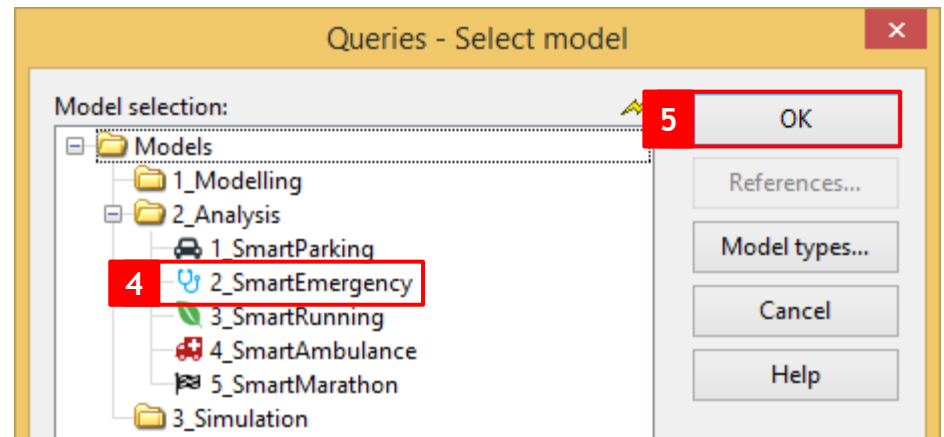 Queries - Select model
Model selection:
5 OK
Models
1_Modelling
References...
2_Analysis
1_SmartParking
Model types...
4 2_SmartEmergency
3_SmartRunning
Cancel
4_SmartAmbulance
5_SmartMarathon
Help
3_Simulation